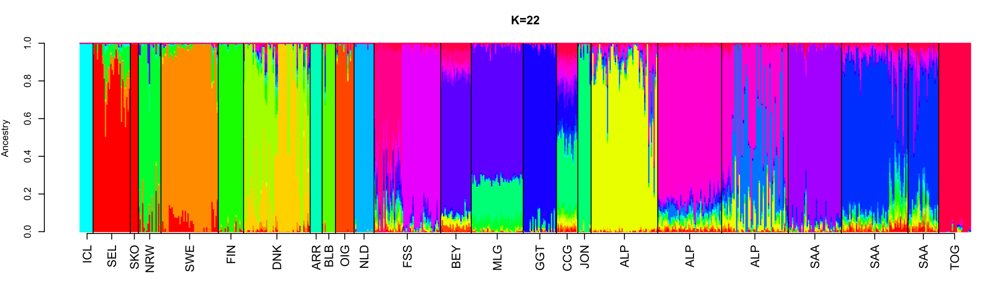 K=22
Ancestry
1.0
0.8
0.6
0.4
0.2
0.0
ICL
SEL
SKO
NRW
SWE
FIN
DNK
ARR
BLB
OIG
NLD
FSS
BEY
MLG
GGT
CCG
JON
ALP
ALP
ALP
SAA
SAA
SAA
TOG